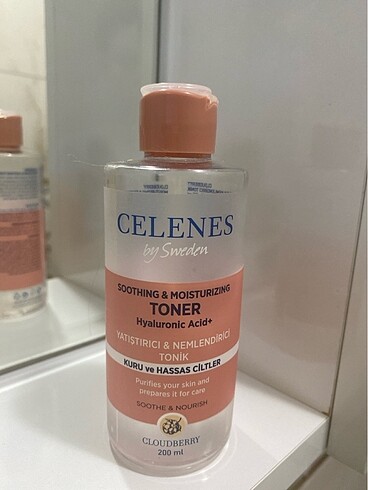 CELENES
by Sweden
SOOTHING & MOISTURIZING
TONER
Hyaluronic Acid+
YATIŞTIRICI & NEMLENDİRİCİ
TONİK
KURU ve HASSAS CİLTLER
Purifies your skin and
prepares it for care
SOOTHE & NOURISH
CLOUDBERRY
200 ml